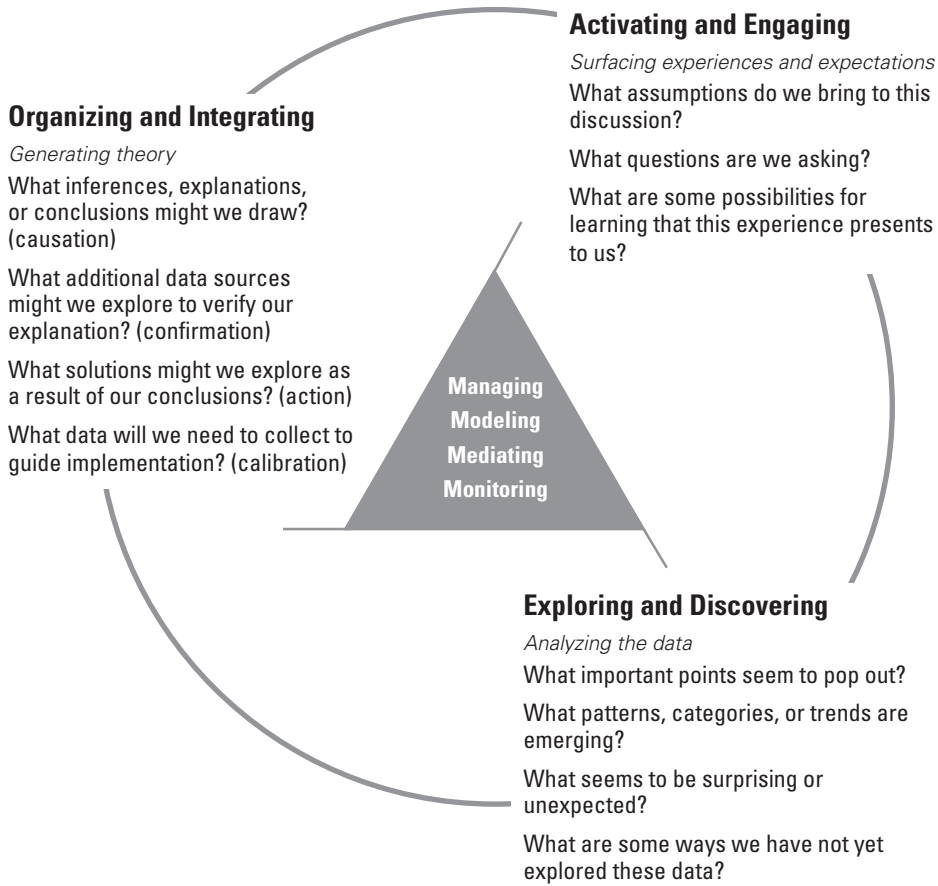 Activating and Engaging
Surfacing experiences and expectations
What assumptions do we bring to this
discussion?
What questions are we asking?
What are some possibilities for
learning that this experience presents
to us?
Organizing and Integrating
Generating theory
What inferences, explanations,
or conclusions might we draw?
(causation)
What additional data sources
might we explore to verify our
explanation? (confirmation)
What solutions might we explore as
a result of our conclusions? (action)
What data will we need to collect to
guide implementation? (calibration)
Managing
Modeling
Mediating
Monitoring
Exploring and Discovering
Analyzing the data
What important points seem to pop out?
What patterns, categories, or trends are
emerging?
What seems to be surprising or
unexpected?
What are some ways we have not yet
explored these data?